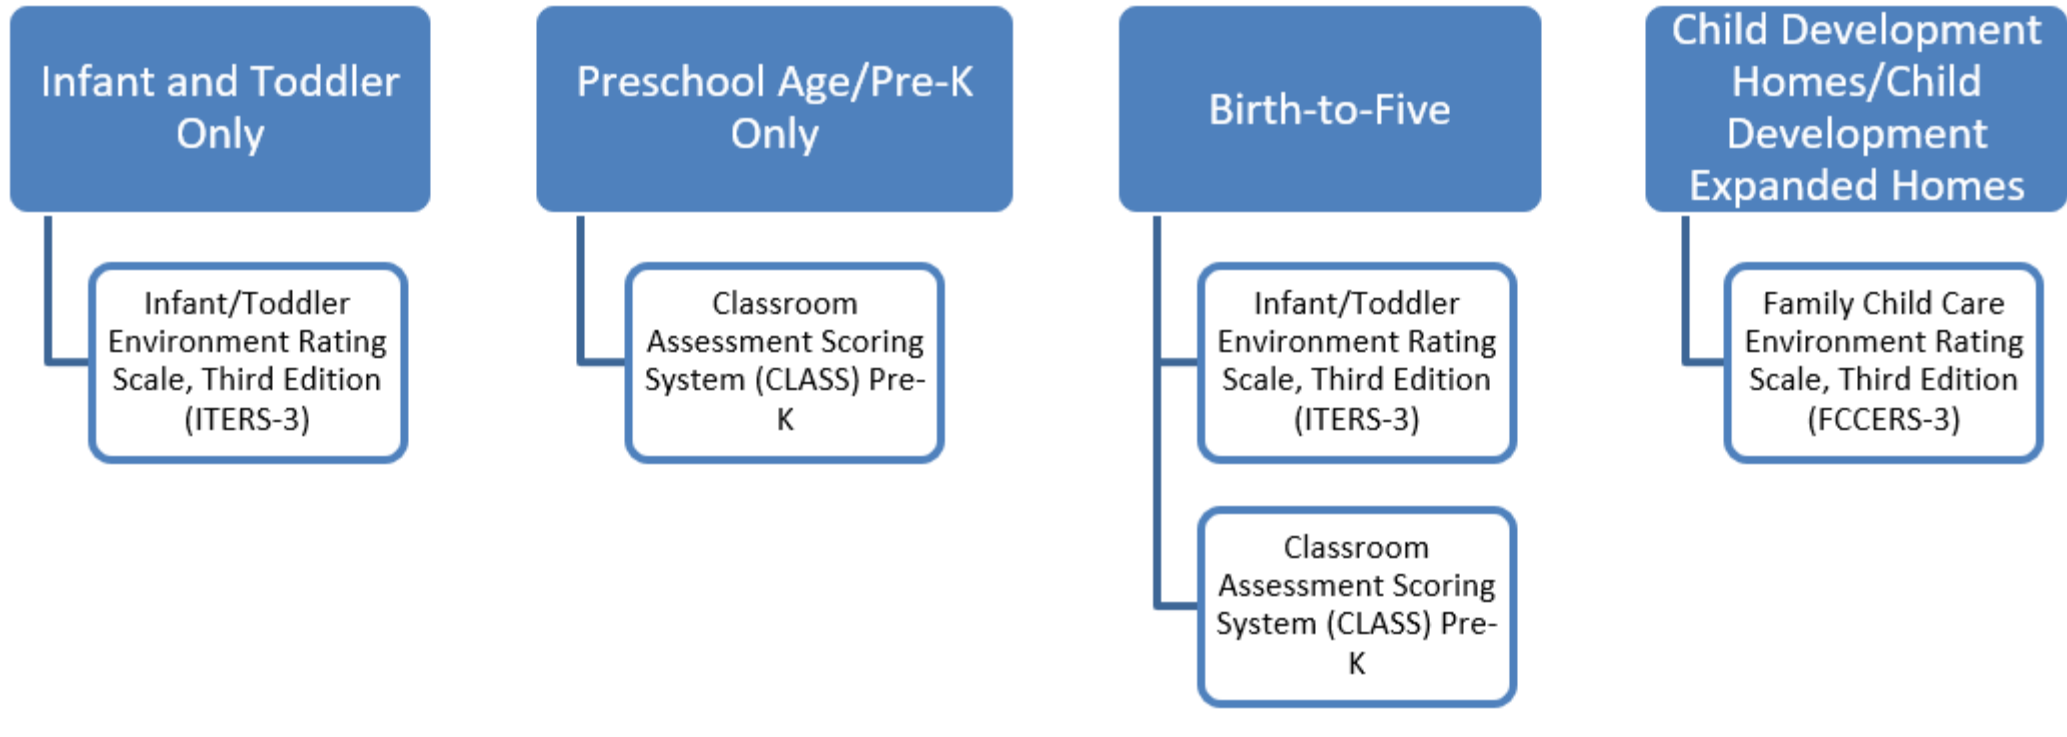 Infant and Toddler
Only
Infant/Toddler
Environment Rating
Scale, Third Edition
(ITERS-3)
Preschool Age/Pre-K
Only
Classroom
Assessment Scoring
System (CLASS) Pre-
K
Birth-to-Five
Infant/Toddler
Environment Rating
Scale, Third Edition
(ITERS-3)
Classroom
Assessment Scoring
System (CLASS) Pre-
K
Child Development
Homes/Child
Development
Expanded Homes
Family Child Care
Environment Rating
Scale, Third Edition
(FCCERS-3)